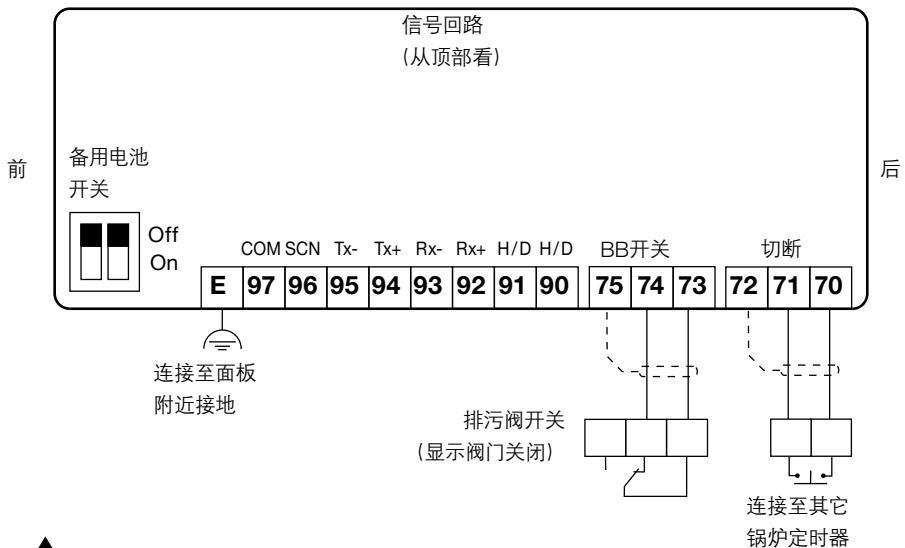 信号回路
(从顶部看)
前
后
备用电池
开关
Off
On
COM SCN Tx- Tx+ Rx- Rx+ H/D H/D
BB开关
切断
E 97 96 95 94 93 92 91 90
75 74 73
72 71 70
连接至面板
附近接地
排污阀开关
(显示阀门关闭)
连接至其它
锅炉定时器